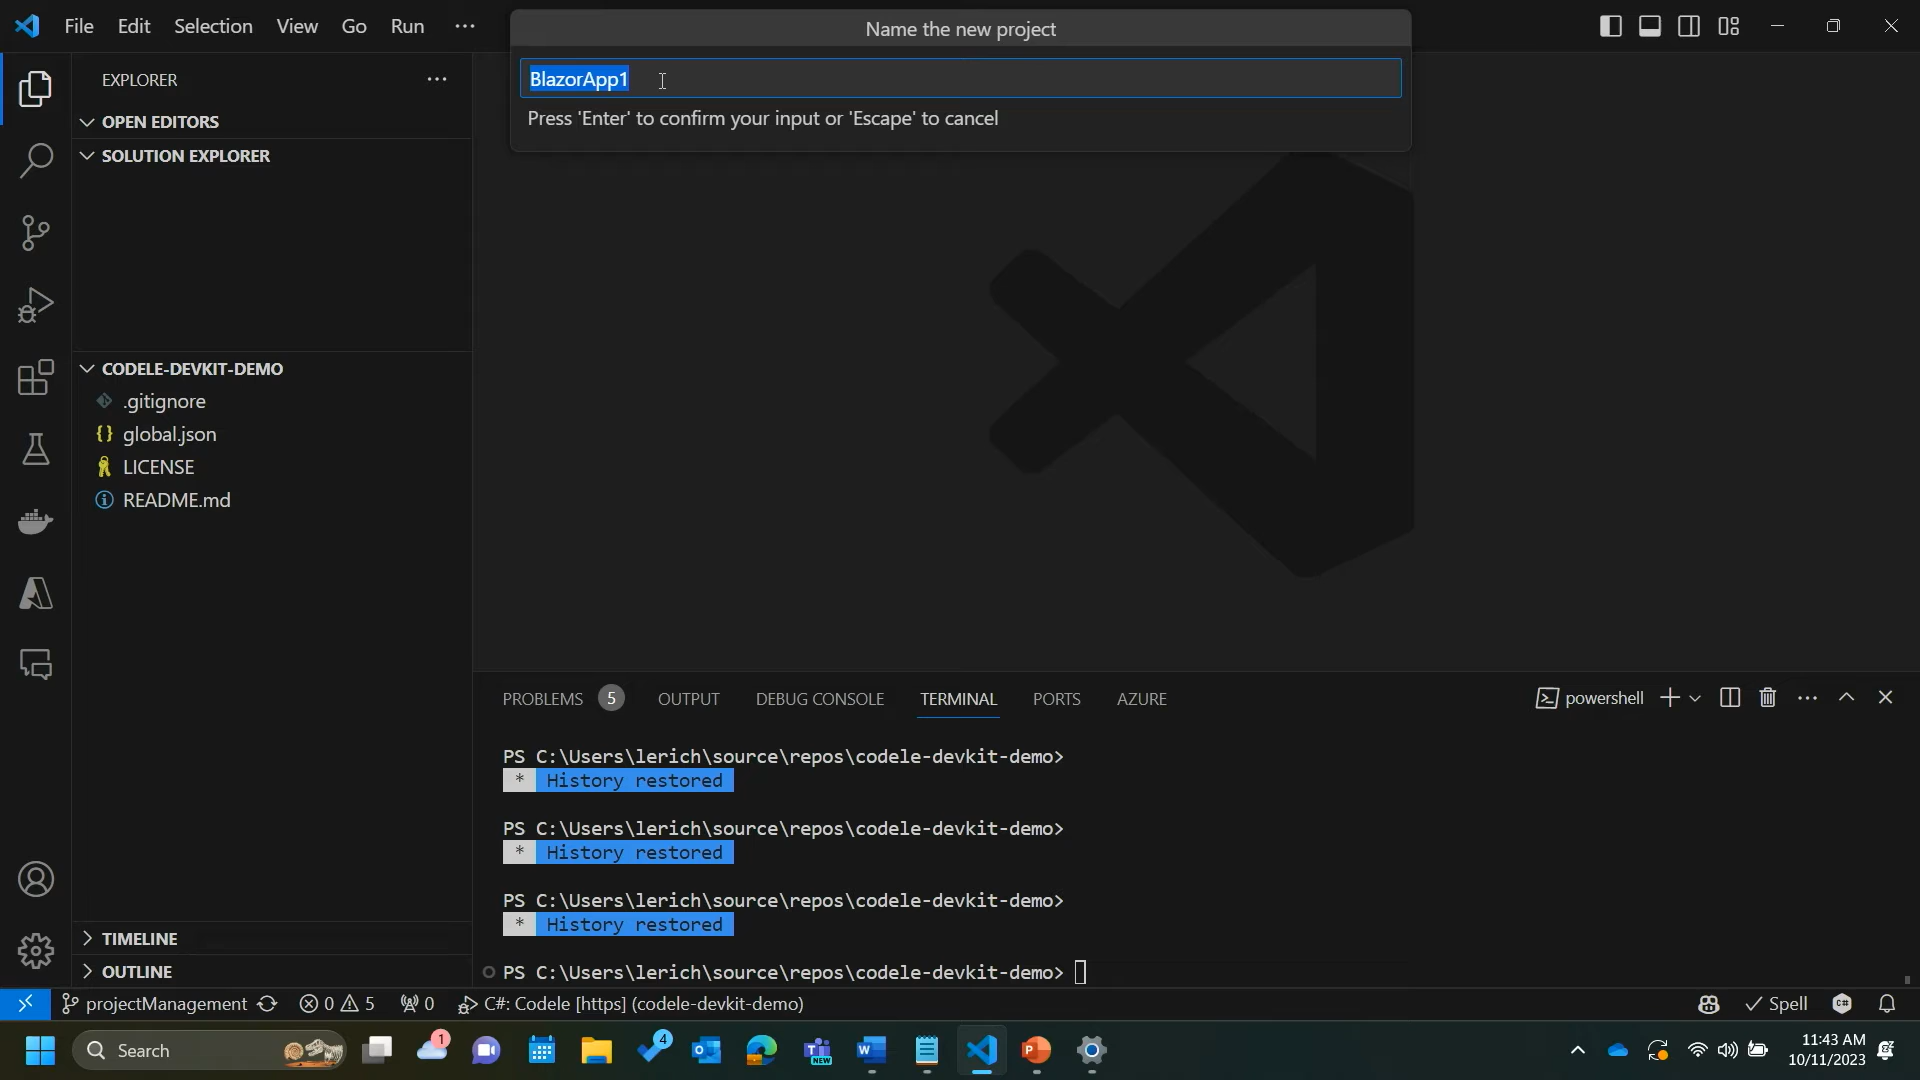 File Edit Selection View Go Run ···
Name the new project
BlazorApp1
Press 'Enter' to confirm your input or 'Escape' to cancel
EXPLORER ···
OPEN EDITORS
SOLUTION EXPLORER
CODELE-DEVKIT-DEMO
.gitignore
{} global.json
LICENSE
README.md
TIMELINE
OUTLINE
PROBLEMS 5 OUTPUT DEBUG CONSOLE TERMINAL PORTS AZURE
powershell
PS C:\Users\lerich\source\repos\codele-devkit-demo>
* History restored
PS C:\Users\lerich\source\repos\codele-devkit-demo>
* History restored
PS C:\Users\lerich\source\repos\codele-devkit-demo>
* History restored
PS C:\Users\lerich\source\repos\codele-devkit-demo>
projectManagement 0 5 0 C#: Codele [https] (codele-devkit-demo) Spell C#
Search 1 4 NEW 11:43 AM
10/11/2023